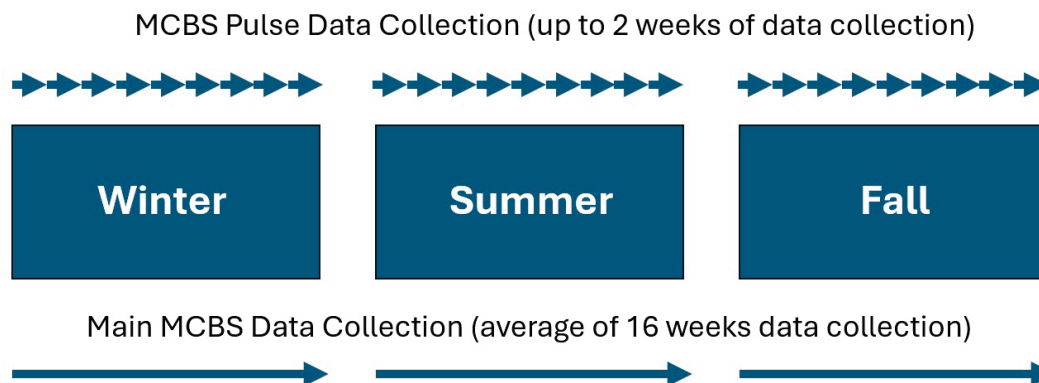 MCBS Pulse Data Collection (up to 2 weeks of data collection)
Winter
Summer
Fall
Main MCBS Data Collection (average of 16 weeks data collection)